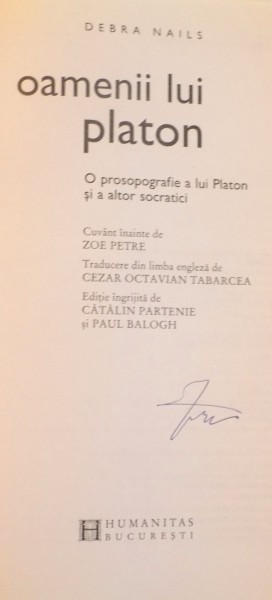 DEBRA NAILS
oamenii lui
platon
O prosopografie a lui Platon
și a altor socratici
Cuvânt înainte de
ZOE PETRE
Traducere din limba engleză de
CEZAR OCTAVIAN TABARCEA
Ediție îngrijită de
CĂTĂLIN PARTENIE
și PAUL BALOGH
H HUMANITAS
BUCUREȘTI